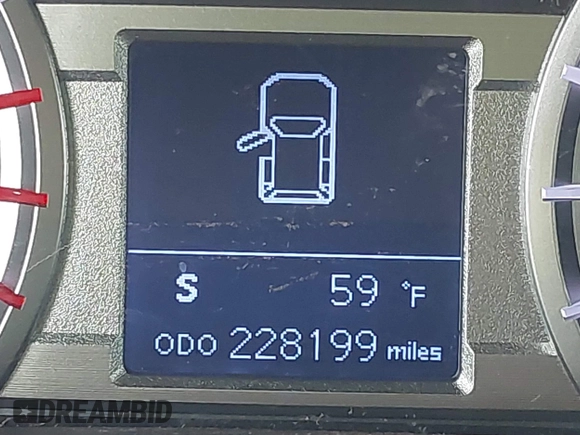 S 59 °F
ODO 228199 miles
DREAMBID